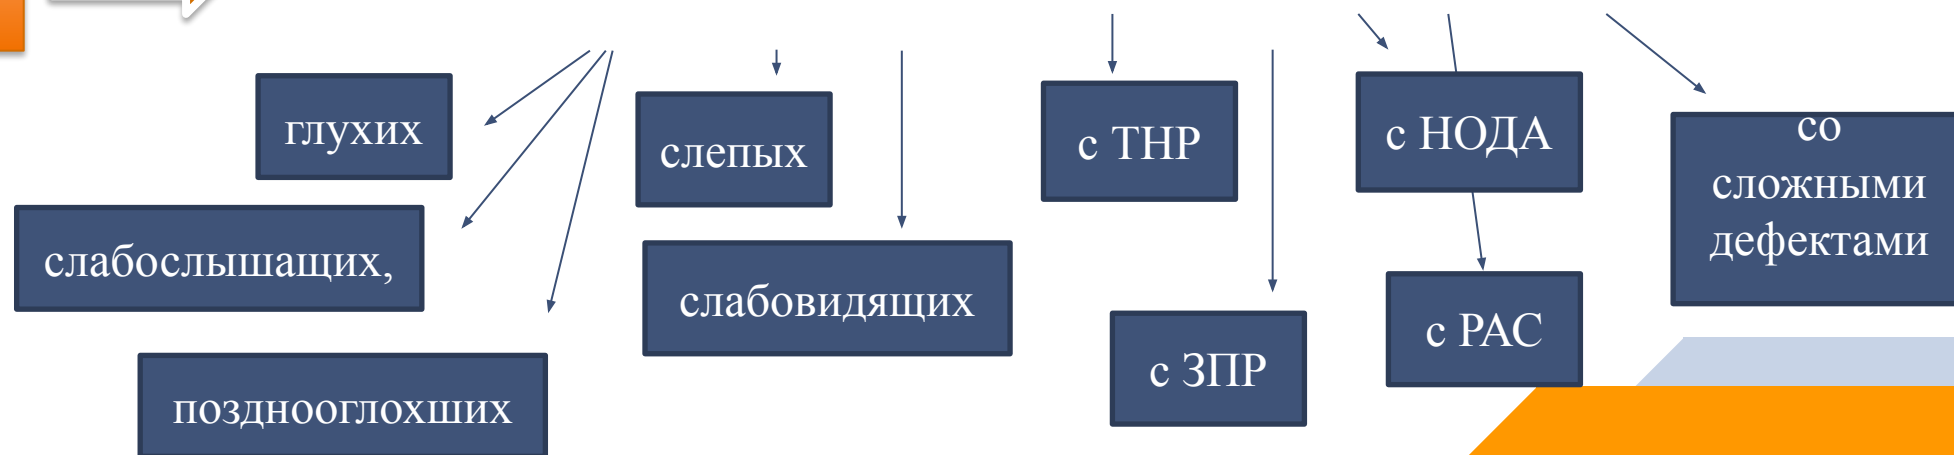 глухих
слабослышащих,
позднооглохших
слепых
слабовидящих
с ТНР
с ЗПР
с НОДА
с РАС
со
сложными
дефектами